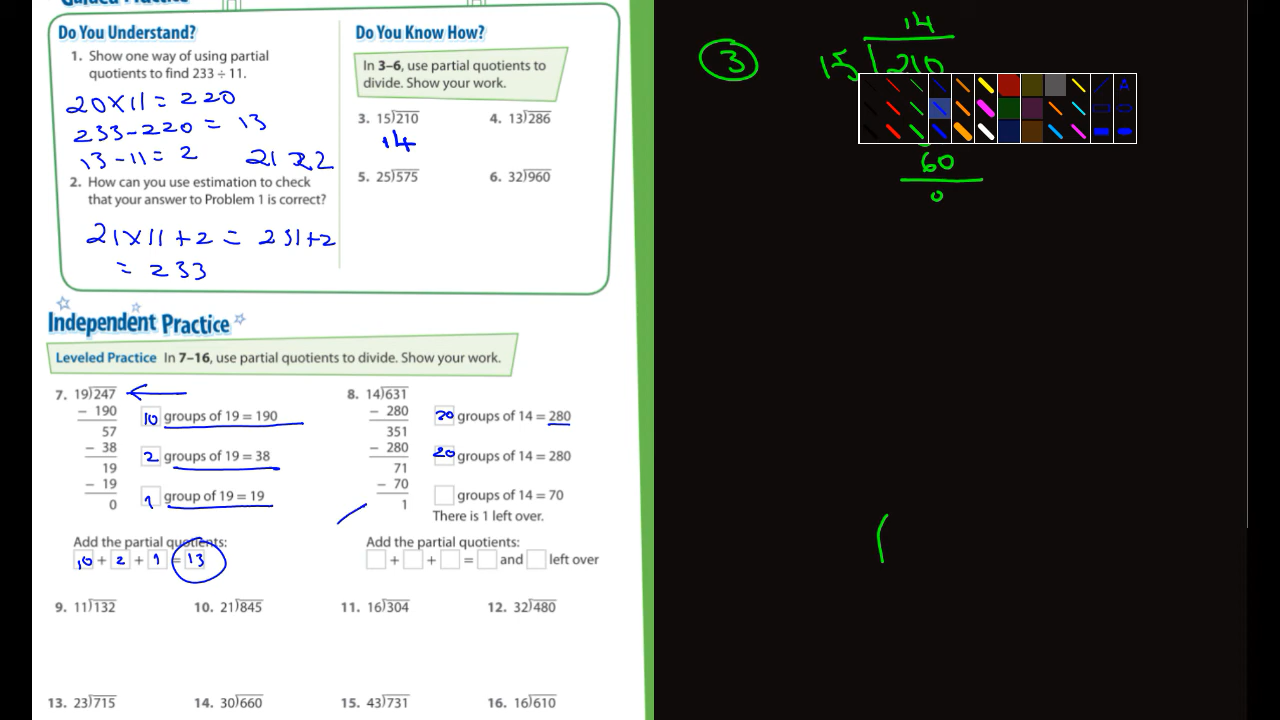 Guided Practice
Do You Understand?
1. Show one way of using partial
quotients to find 233 ÷ 11.
20 x 11 = 220
233 - 220 = 13
13 - 11 = 2 21 R2
2. How can you use estimation to check
that your answer to Problem 1 is correct?
21 x 11 + 2 = 231 + 2
= 233
Do You Know How?
In 3–6, use partial quotients to
divide. Show your work.
3. 15)210 4. 13)286
14
5. 25)575 6. 32)960
Independent Practice
Leveled Practice In 7–16, use partial quotients to divide. Show your work.
7. 19)247
– 190 10 groups of 19 = 190
57
– 38 2 groups of 19 = 38
19
– 19 1 group of 19 = 19
0
Add the partial quotients:
10 + 2 + 1 = 13
8. 14)631
– 280 20 groups of 14 = 280
351
– 280 20 groups of 14 = 280
71
– 70 groups of 14 = 70
1 There is 1 left over.
Add the partial quotients:
+ + = and left over
9. 11)132 10. 21)845 11. 16)304 12. 32)480
13. 23)715 14. 30)660 15. 43)731 16. 16)610
3 14
15 210
A
60
0